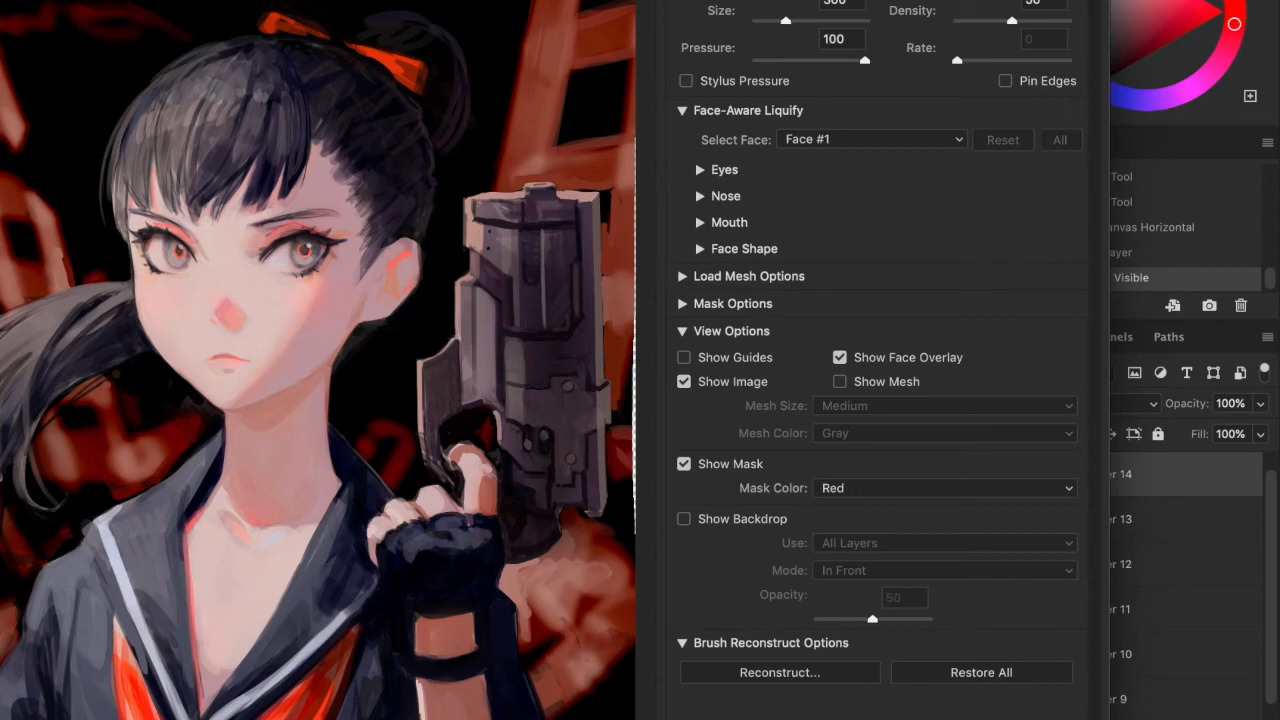 Size:
Density:
Pressure: 100 Rate: 0
Stylus Pressure Pin Edges
Face-Aware Liquify
Select Face: Face #1 Reset All
Eyes
Nose
Mouth
Face Shape
Load Mesh Options
Mask Options
View Options
Show Guides Show Face Overlay
Show Image Show Mesh
Mesh Size: Medium
Mesh Color: Gray
Show Mask
Mask Color: Red
Show Backdrop
Use: All Layers
Mode: In Front
Opacity: 50
Brush Reconstruct Options
Reconstruct... Restore All
Tool
Tool
nvas Horizontal
ayer
Visible
nels Paths
Opacity: 100%
Fill: 100%
er 14
er 13
er 12
er 11
er 10
er 9